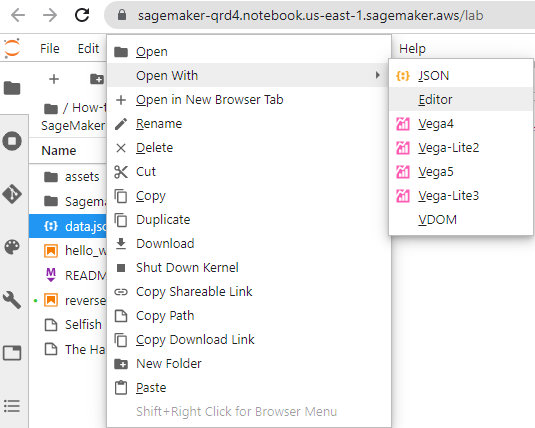 sagemaker-qrd4.notebook.us-east-1.sagemaker.aws/lab
File
Edit
Help
/ How-t
SageMaker
Name
assets
Sagem
data.jso
hello_w
READM
reverse
Selfish
The Ha
Open
Open With
Open in New Browser Tab
Rename
Delete
Cut
Copy
Duplicate
Download
Shut Down Kernel
Copy Shareable Link
Copy Path
Copy Download Link
New Folder
Paste
Shift+Right Click for Browser Menu
JSON
Editor
Vega4
Vega-Lite2
Vega5
Vega-Lite3
VDOM